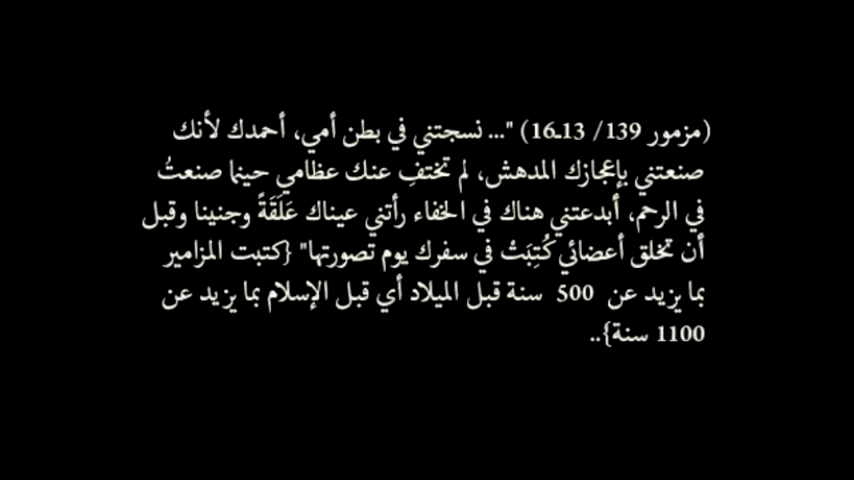 (مزمور 139/ 13ـ16) "... نسجتني في بطن أمي، أحمدك لأنك
صنعتني بإعجازك المدهش، لم تختفِ عنك عظامي حينما صنعتُ
في الرحم، أبدعتني هناك في الخفاء رأتني عيناك عَلَقَةً وجنينا وقبل
أن تخلق أعضائي كُتِبَتْ في سفرك يوم تصورتها" {كتبت المزامير
بما يزيد عن 500 سنة قبل الميلاد أي قبل الإسلام بما يزيد عن
1100 سنة}..